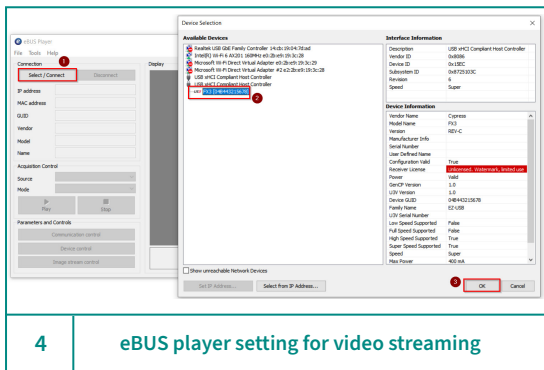 eBUS Player
File Tools Help
Connection
1
Select / Connect
Disconnect
IP address
MAC address
GUID
Vendor
Model
Name
Acquisition Control
Source
Mode
Play
Stop
Parameters and Controls
Communication control
Device control
Image stream control
Display
Device Selection
Available Devices
Realtek USB GbE Family Controller
Intel(R) Wi-Fi 6 AX201 160MHz
Microsoft Wi-Fi Direct Virtual Adapter
Microsoft Wi-Fi Direct Virtual Adapter #2
USB xHCI Compliant Host Controller
USB xHCI Compliant Host Controller
U3V FX3 [04B443215678]
2
Show unreachable Network Devices
Set IP Address...
Select from IP Address...
Interface Information
Description USB xHCI Compliant Host Controller
Vendor ID 0x8086
Device ID 0x15EC
Subsystem ID 0x8725103C
Revision 6
Speed Super
Device Information
Vendor Name Cypress
Model Name FX3
Version REV-C
Manufacturer Info
Serial Number
User Defined Name
Configuration Valid True
Receiver License Unlicensed. Watermark, limited use
Power Valid
GenCP Version 1.0
U3V Version 1.0
Device GUID 04B443215678
Family Name EZ-USB
U3V Serial Number
Low Speed Supported False
Full Speed Supported False
High Speed Supported True
Super Speed Supported True
Speed Super
Max Power 400 mA
3
OK
Cancel
4
eBUS player setting for video streaming